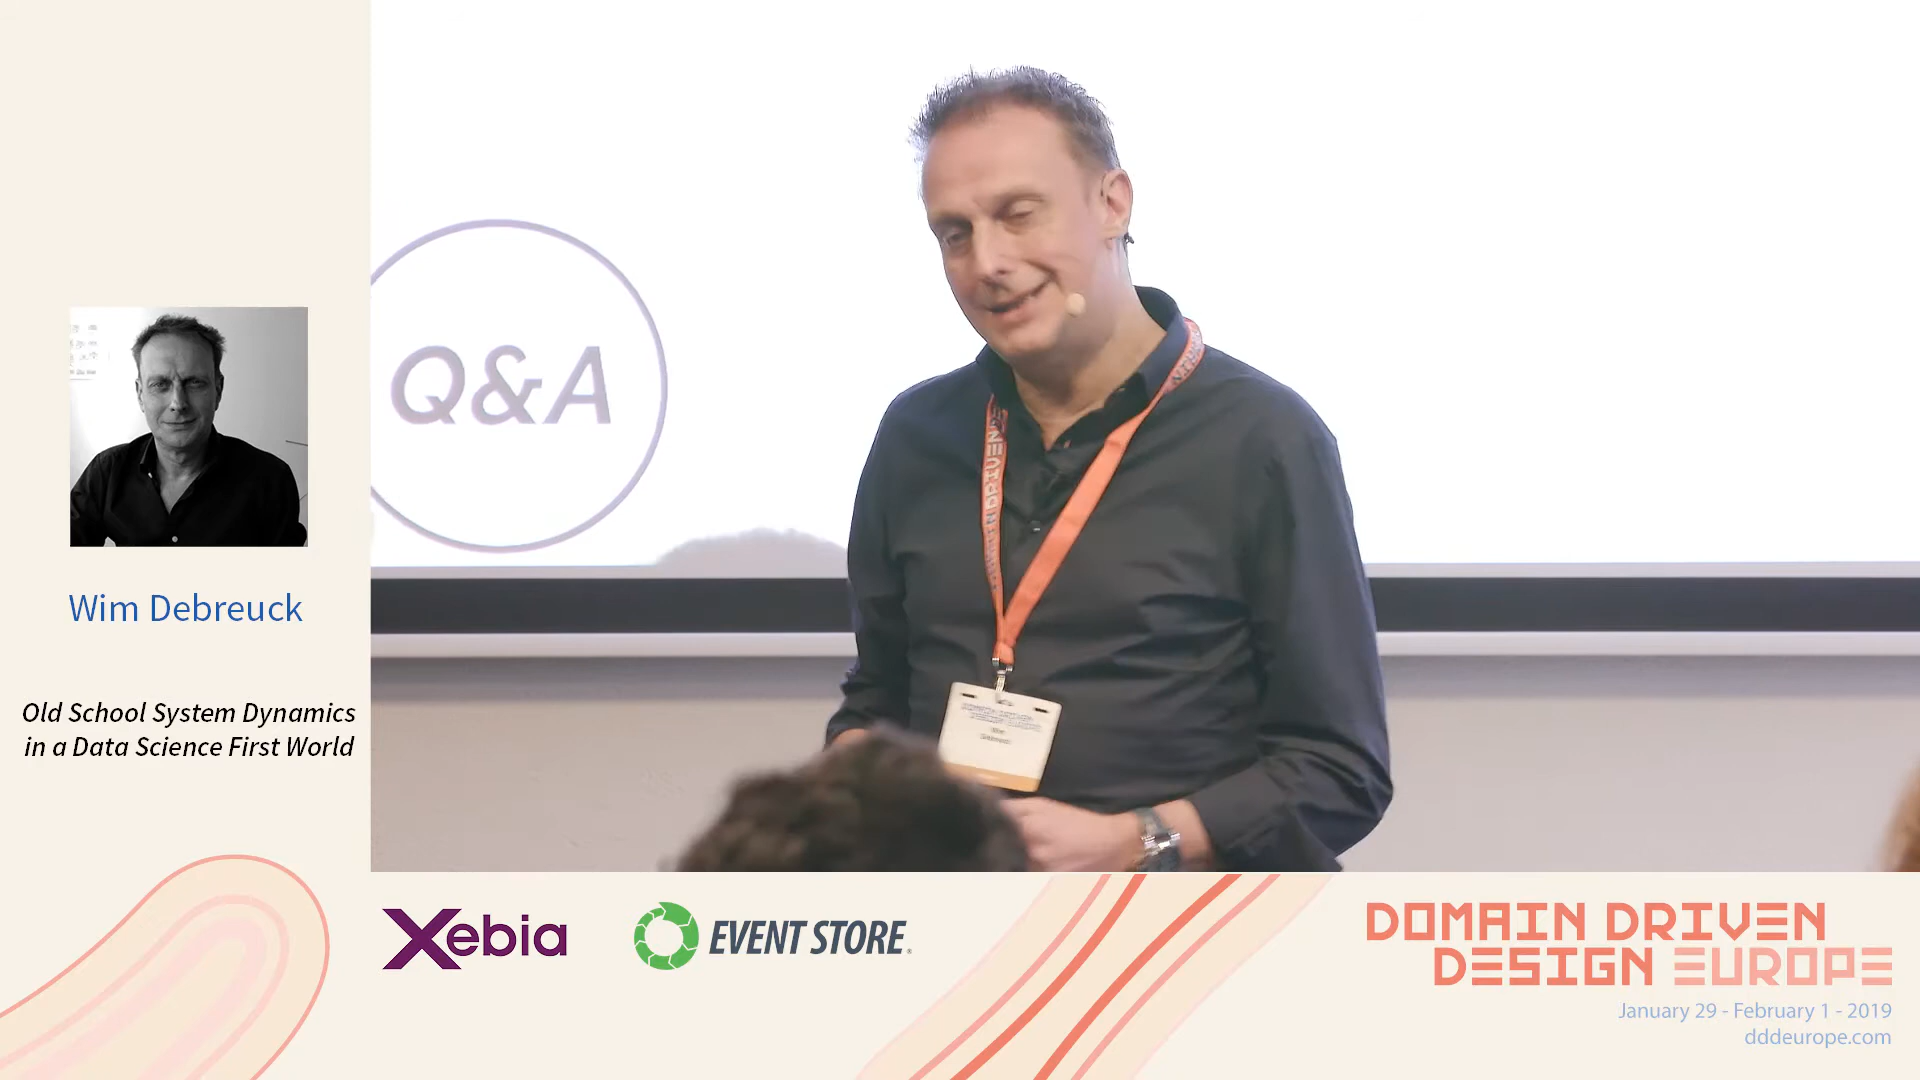 Q&A
DRIVEN
Wim Debreuck
Old School System Dynamics
in a Data Science First World
Xebia
EVENT STORE
DOMAIN DRIVEN
DESIGN EUROPE
January 29 - February 1 - 2019
dddeurope.com